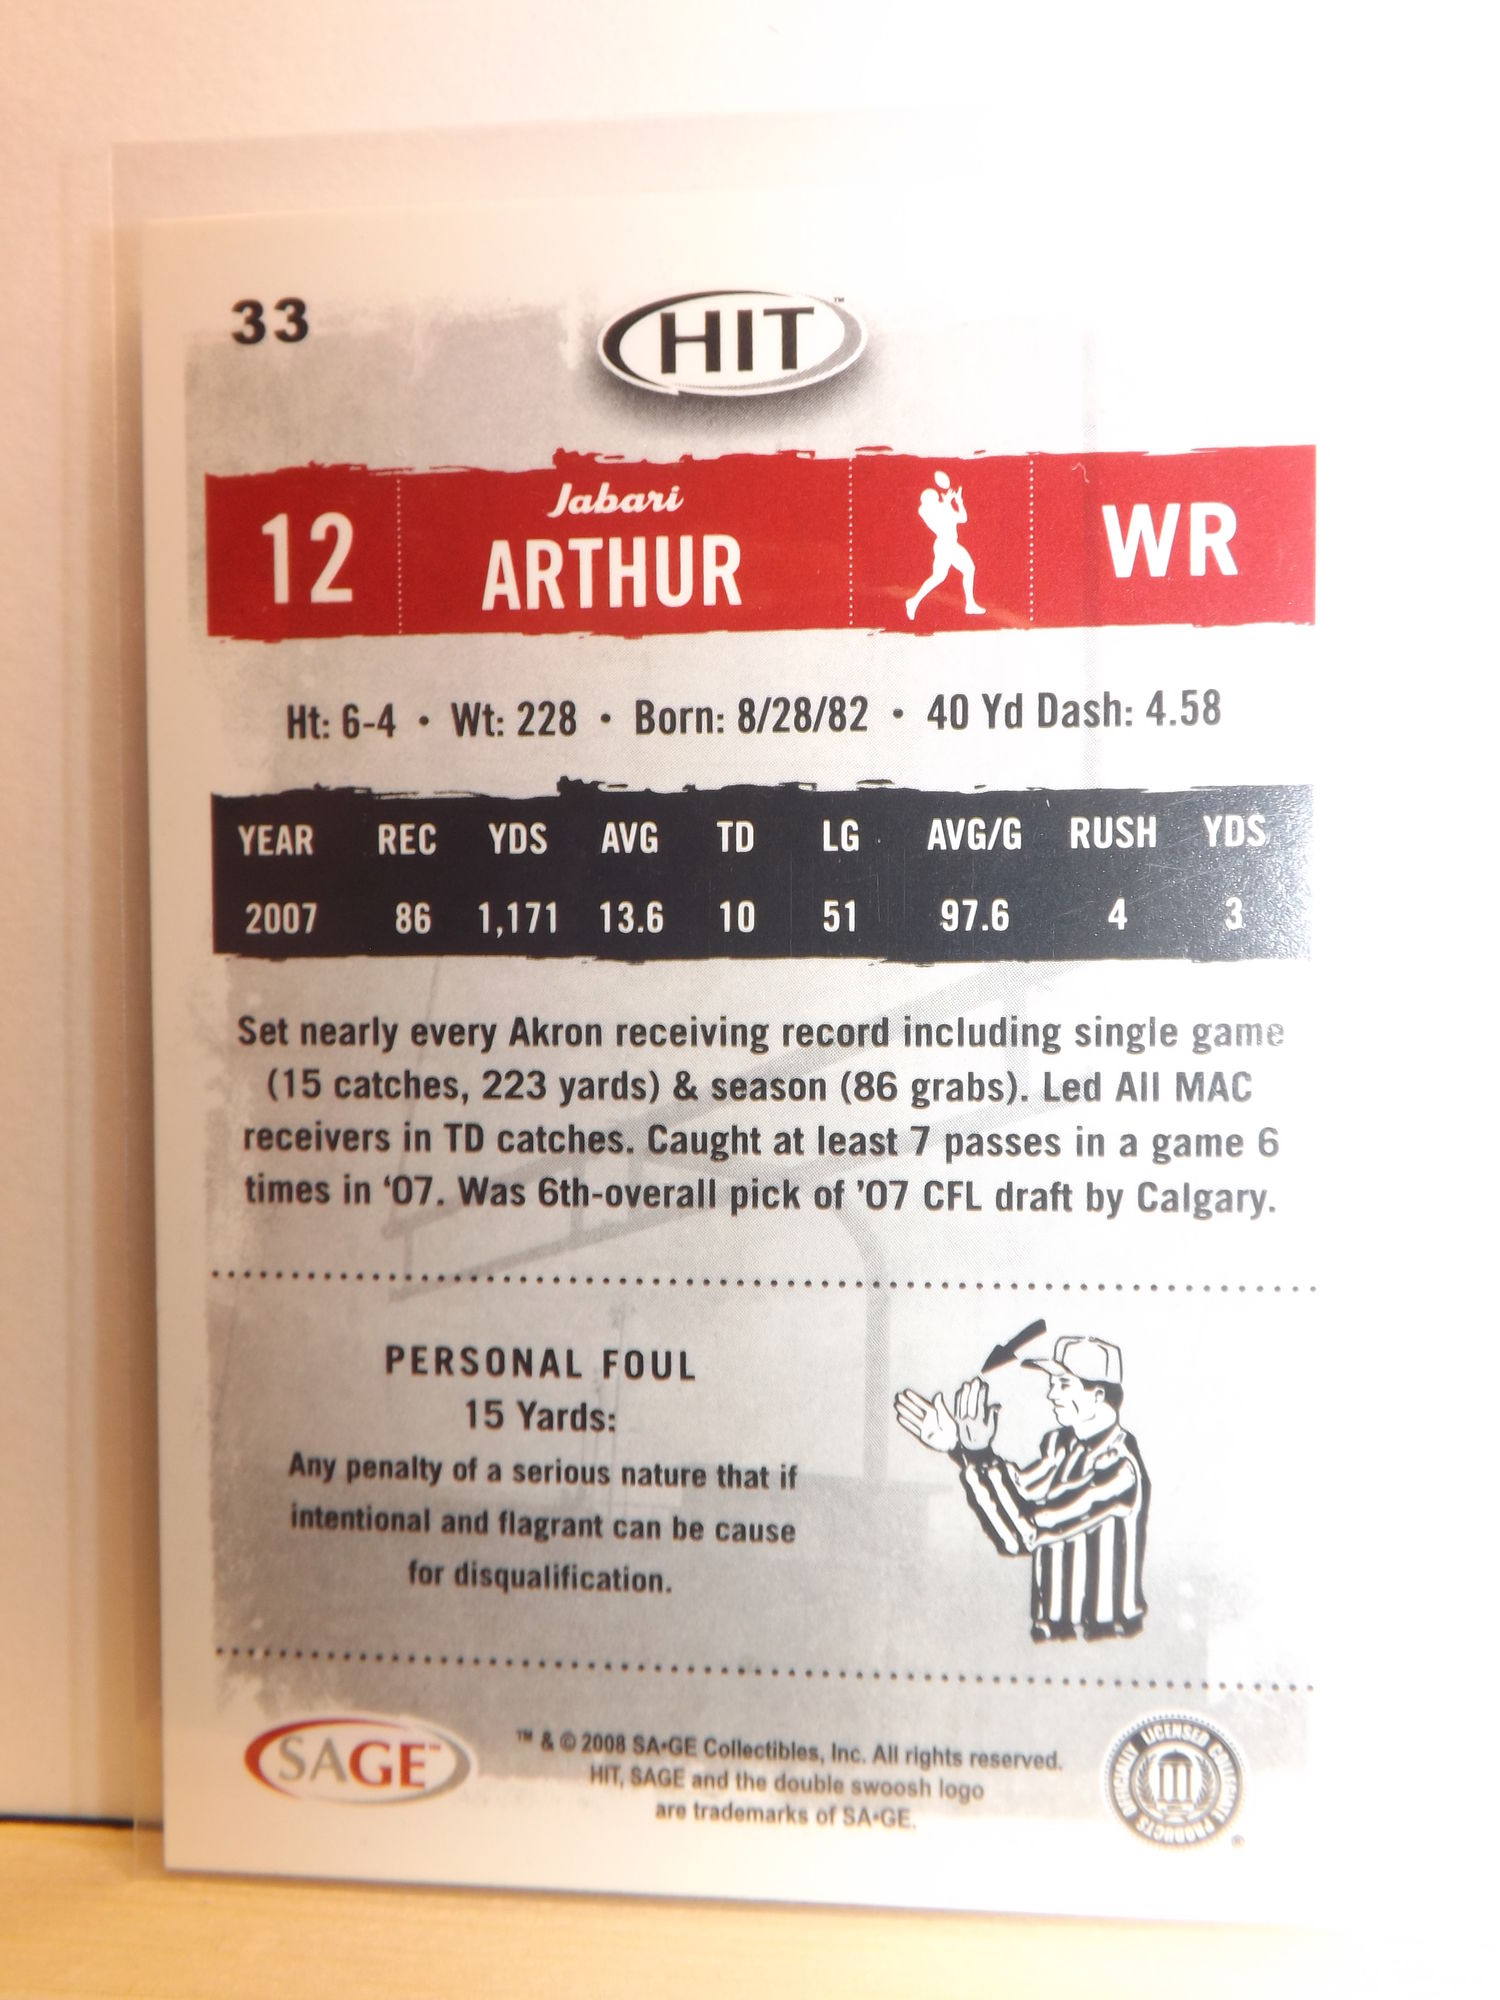 33
HIT™
12
Jabari
ARTHUR
WR
Ht: 6-4 • Wt: 228 • Born: 8/28/82 • 40 Yd Dash: 4.58
YEAR REC YDS AVG TD LG AVG/G RUSH YDS
2007 86 1,171 13.6 10 51 97.6 4 3
Set nearly every Akron receiving record including single game
(15 catches, 223 yards) & season (86 grabs). Led All MAC
receivers in TD catches. Caught at least 7 passes in a game 6
times in ‘07. Was 6th-overall pick of ’07 CFL draft by Calgary.
PERSONAL FOUL
15 Yards:
Any penalty of a serious nature that if
intentional and flagrant can be cause
for disqualification.
SAGE™
™ & © 2008 SA•GE Collectibles, Inc. All rights reserved.
HIT, SAGE and the double swoosh logo
are trademarks of SA•GE.
OFFICIALLY LICENSED COLLEGIATE PRODUCTS
®